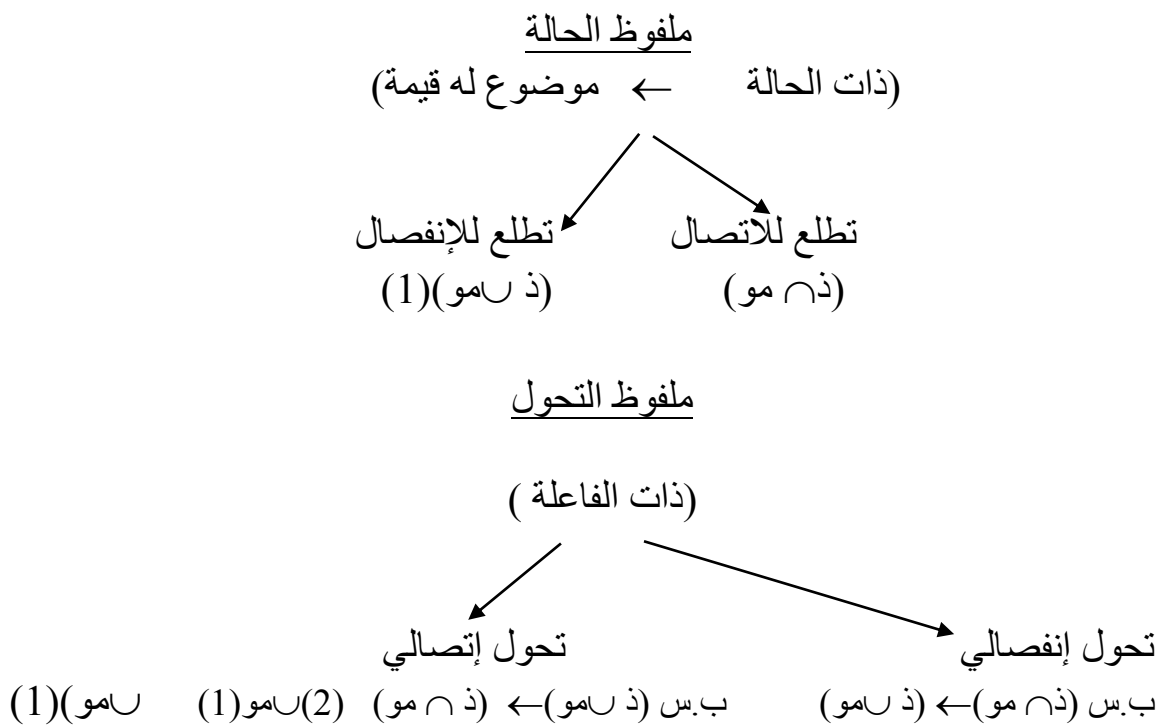 ملفوظ الحالة
(ذات الحالة ← موضوع له قيمة)
تطلع للاتصال تطلع للإنفصال
(ذ∩ مو) (ذ ∪مو)(1)
ملفوظ التحول
(ذات الفاعلة )
تحول إنفصالي تحول إتصالي
ب.س (ذ∩ مو)← (ذ ∪مو) ب.س (ذ ∪مو)← (ذ ∩ مو) (2)∪مو(1) ∪مو)(1)